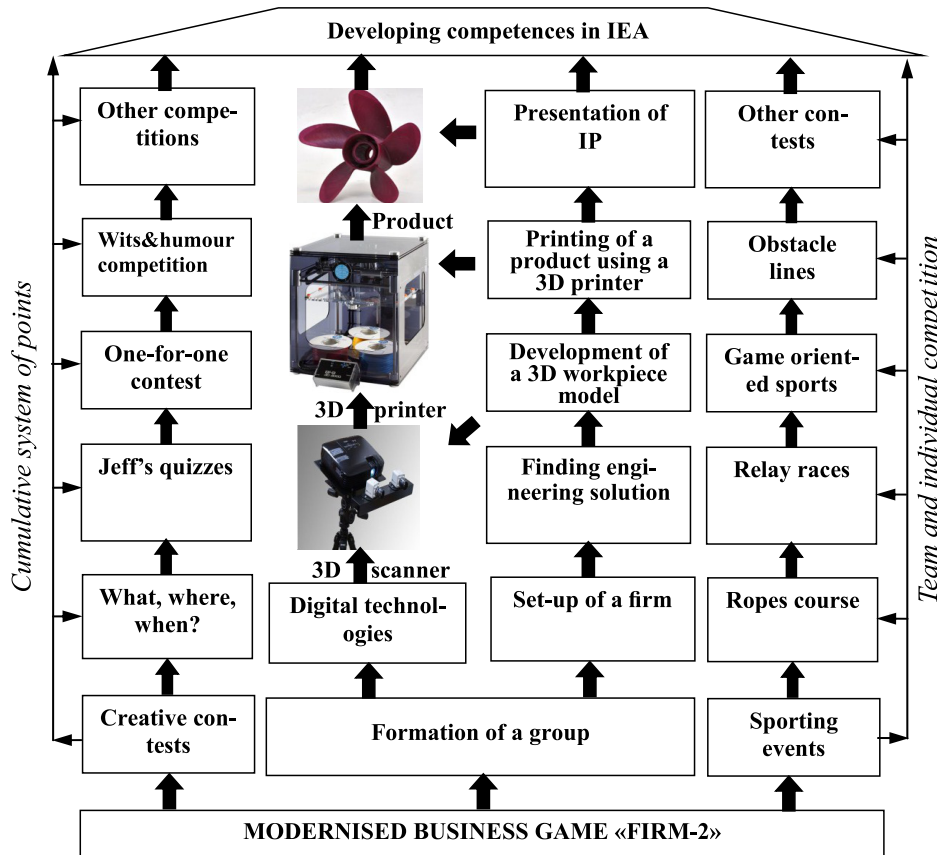 Developing competences in IEA
Other compe-
titions
Presentation of
IP
Other con-
tests
Product
Wits&humour
competition
Printing of a
product using a
3D printer
Obstacle
lines
One-for-one
contest
Development of
a 3D workpiece
model
Game orient-
ed sports
3D printer
Jeff's quizzes
Finding engi-
neering solution
Relay races
3D scanner
What, where,
when?
Digital technol-
ogies
Set-up of a firm
Ropes course
Creative con-
tests
Formation of a group
Sporting
events
MODERNISED BUSINESS GAME «FIRM-2»
Cumulative system of points
Team and individual competition